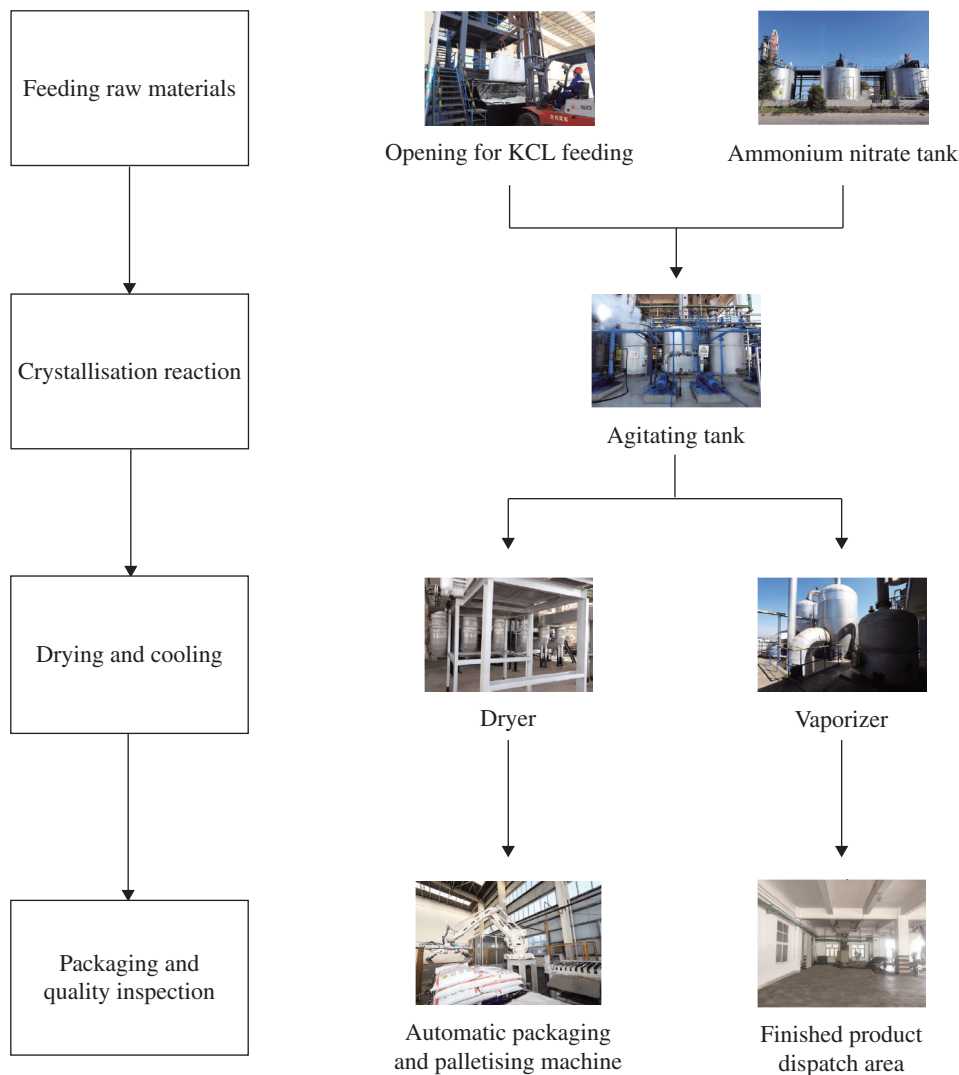 Feeding raw materials
Opening for KCL feeding
Ammonium nitrate tank
Crystallisation reaction
Agitating tank
Drying and cooling
Dryer
Vaporizer
Packaging and
quality inspection
Automatic packaging
and palletising machine
Finished product
dispatch area